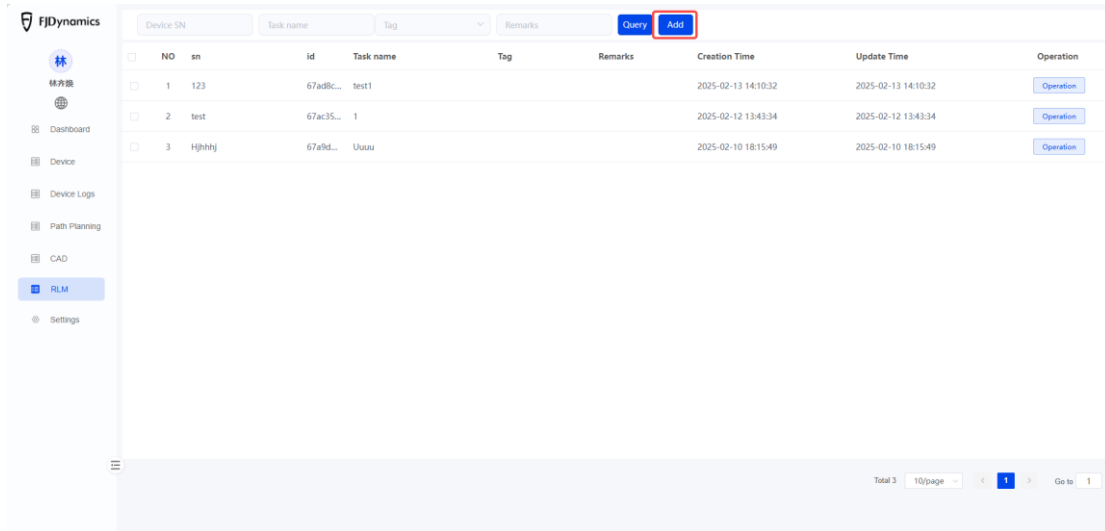 FJDynamics
Device SN Task name Tag Remarks Query Add
林
林齐焕
NO sn id Task name Tag Remarks Creation Time Update Time Operation
1 123 67ad8c... test1 2025-02-13 14:10:32 2025-02-13 14:10:32 Operation
2 test 67ac35... 1 2025-02-12 13:43:34 2025-02-12 13:43:34 Operation
3 Hjhhhj 67a9d... Uuuu 2025-02-10 18:15:49 2025-02-10 18:15:49 Operation
Dashboard
Device
Device Logs
Path Planning
CAD
RLM
Settings
Total 3 10/page < 1 > Go to 1